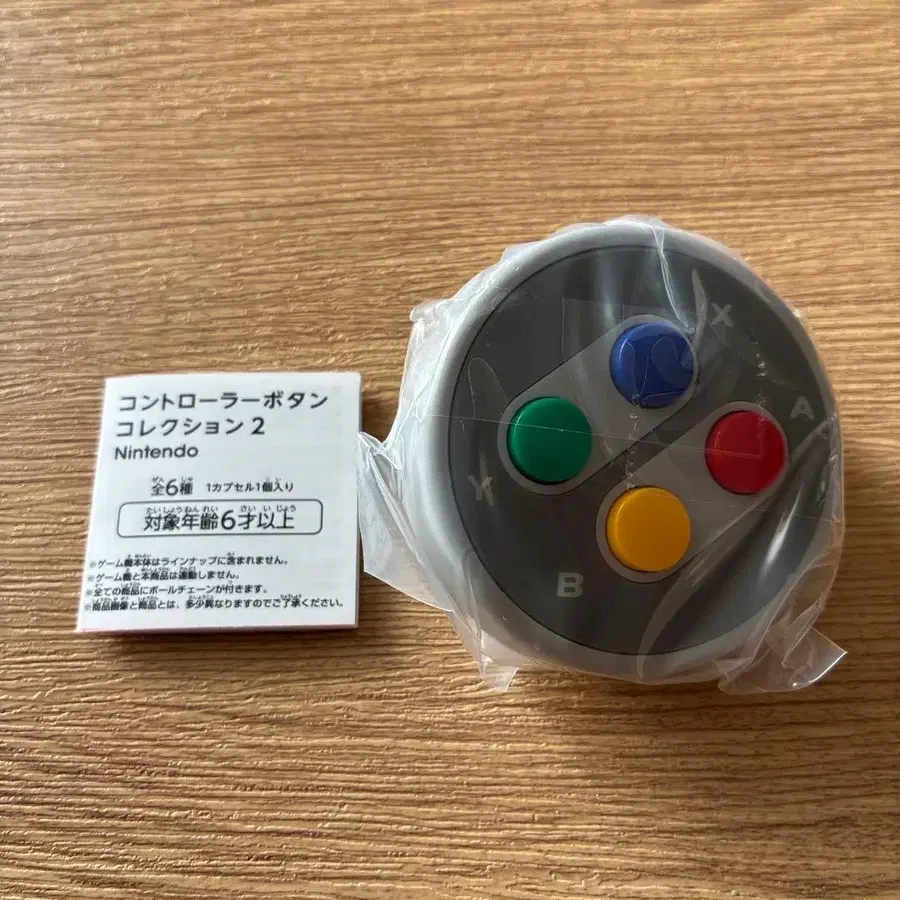 コントローラーボタン
コレクション2
Nintendo
全6種 1カプセル1個入り
対象年齢6才以上
※ゲーム機本体はラインナップに含まれません。
※ゲーム機と本商品は連動しません。
※全ての商品にボールチェーンが付きます。
※商品画像と商品とは、多少異なりますのでご了承ください。
X
A
Y
B